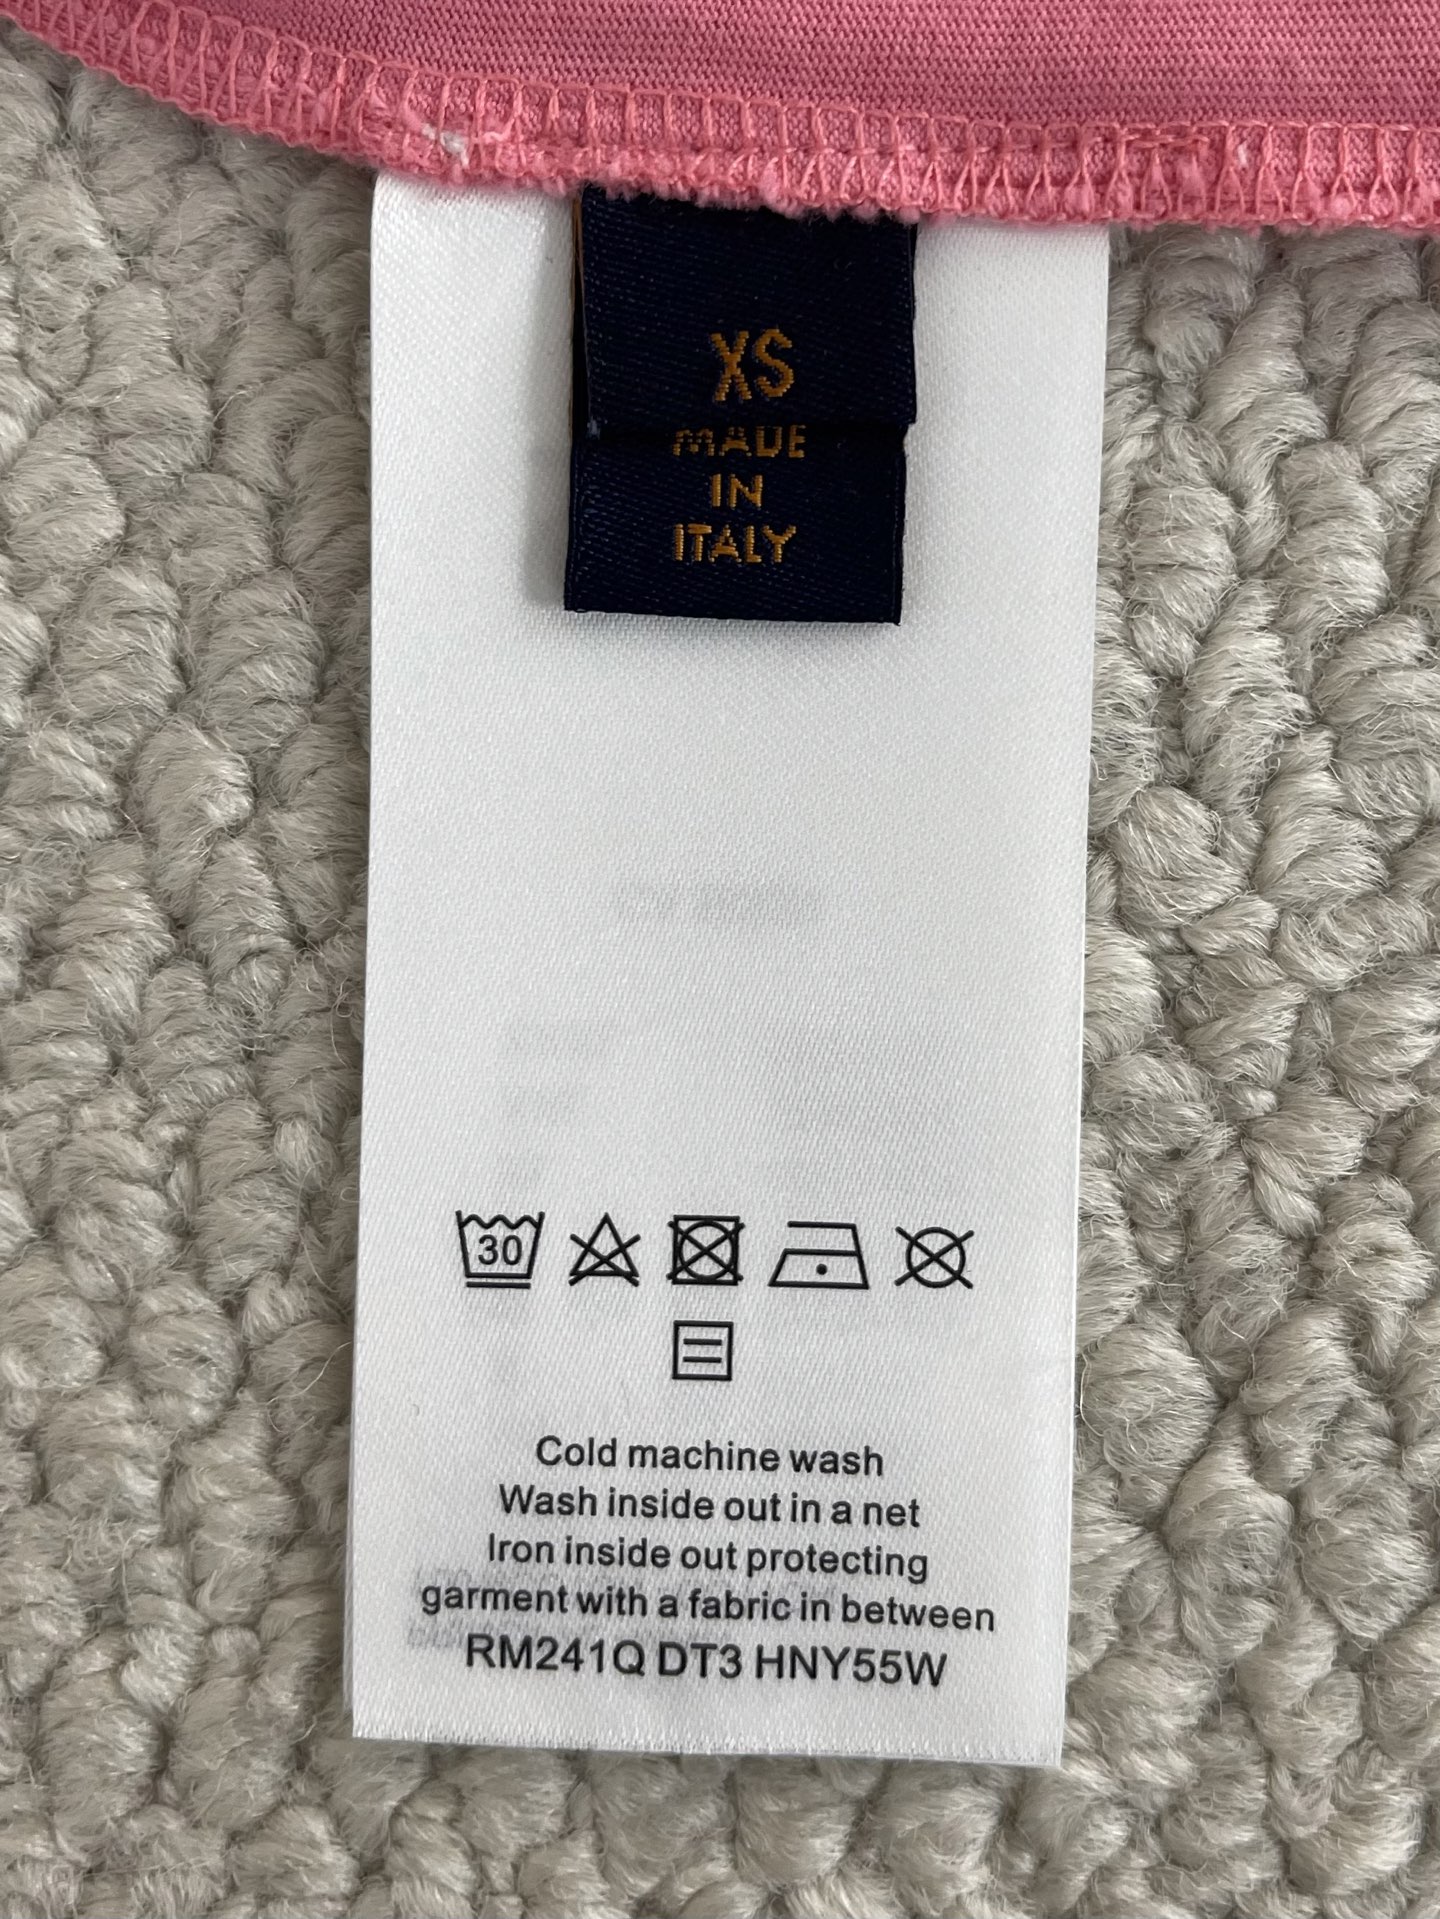 XS
MADE
IN
ITALY
30
Cold machine wash
Wash inside out in a net
Iron inside out protecting
garment with a fabric in between
RM241Q DT3 HNY55W